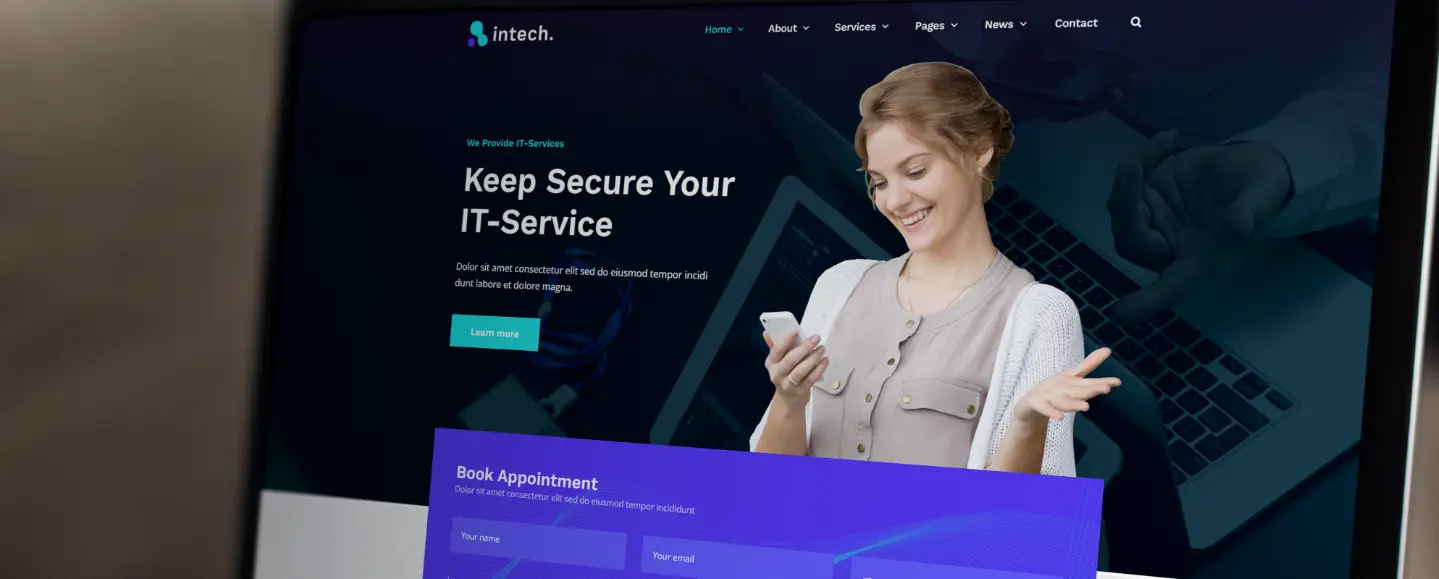 intech.
Home
About
Services
Pages
News
Contact
We Provide IT-Services
Keep Secure Your
IT-Service
Dolor sit amet consectetur elit sed do eiusmod tempor incidi
dunt labore et dolore magna.
Learn more
Book Appointment
Dolor sit amet consectetur elit sed do eiusmod tempor incididunt
Your name
Your email